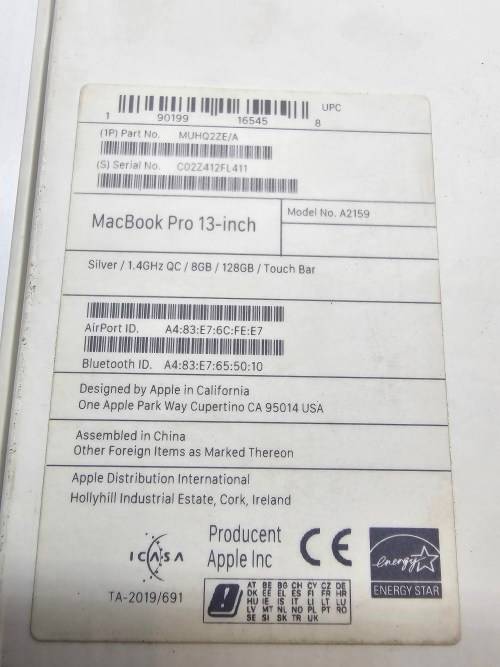 UPC
1 90199 16545 8
(1P) Part No. MUHQ2ZE/A
(S) Serial No. C02Z412FL411
MacBook Pro 13-inch
Model No. A2159
Silver / 1.4GHz QC / 8GB / 128GB / Touch Bar
AirPort ID. A4:83:E7:6C:FE:E7
Bluetooth ID. A4:83:E7:65:50:10
Designed by Apple in California
One Apple Park Way Cupertino CA 95014 USA
Assembled in China
Other Foreign Items as Marked Thereon
Apple Distribution International
Hollyhill Industrial Estate, Cork, Ireland
ICASA
TA-2019/691
Producent
Apple Inc
CE
energy
ENERGY STAR
AT BE BG CH CY CZ DE
DK EE EL ES FI FR HR
HU IE IS IT LI LT LU
LV MT NL NO PL PT RO
SE SI SK TR UK